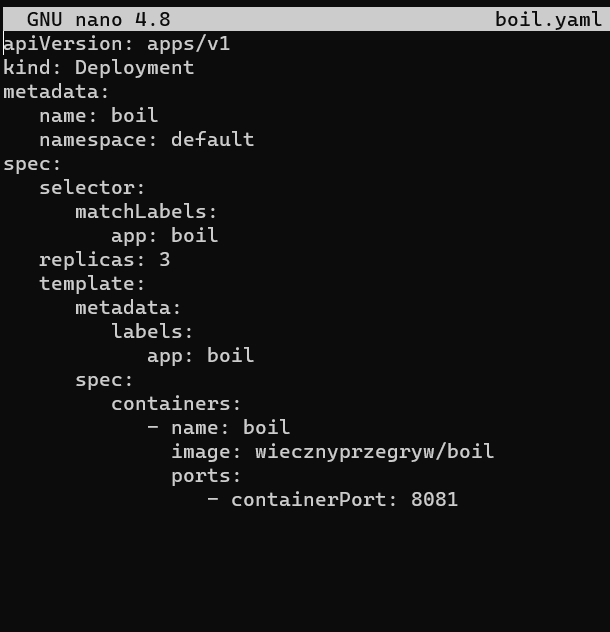 GNU nano 4.8 boil.yaml
apiVersion: apps/v1
kind: Deployment
metadata:
   name: boil
   namespace: default
spec:
   selector:
      matchLabels:
         app: boil
   replicas: 3
   template:
      metadata:
         labels:
            app: boil
      spec:
         containers:
            - name: boil
              image: wiecznyprzegryw/boil
              ports:
                 - containerPort: 8081